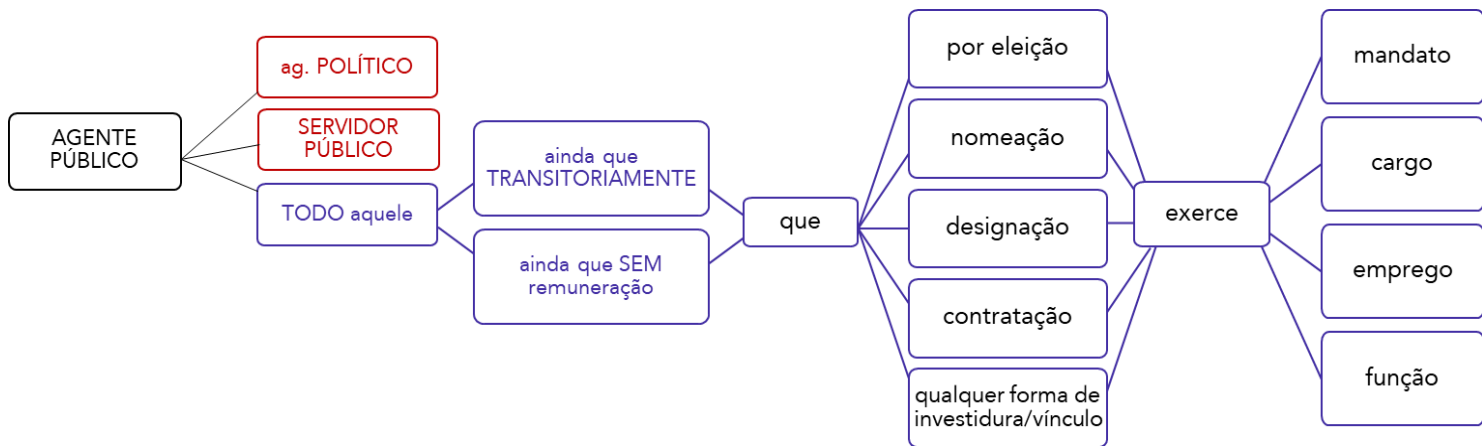 AGENTE
PÚBLICO
ag. POLÍTICO
SERVIDOR
PÚBLICO
TODO aquele
ainda que
TRANSITORIAMENTE
ainda que SEM
remuneração
que
por eleição
nomeação
designação
contratação
qualquer forma de
investidura/vínculo
exerce
mandato
cargo
emprego
função